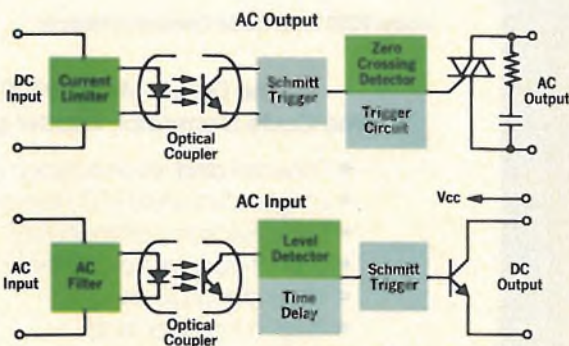 AC Output
DC
Input
Current
Limiter
Optical
Coupler
Schmitt
Trigger
Zero
Crossing
Detector
Trigger
Circuit
AC
Output
AC Input
AC
Input
AC
Filter
Optical
Coupler
Level
Detector
Time
Delay
Schmitt
Trigger
Vcc
DC
Output